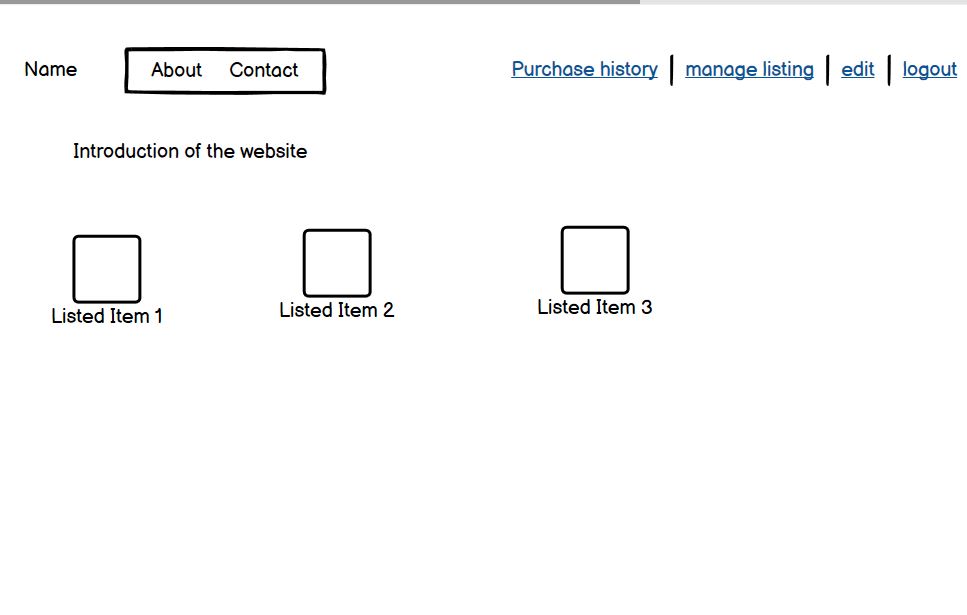 Name About Contact Purchase history manage listing edit logout
Introduction of the website
Listed Item 1 Listed Item 2 Listed Item 3